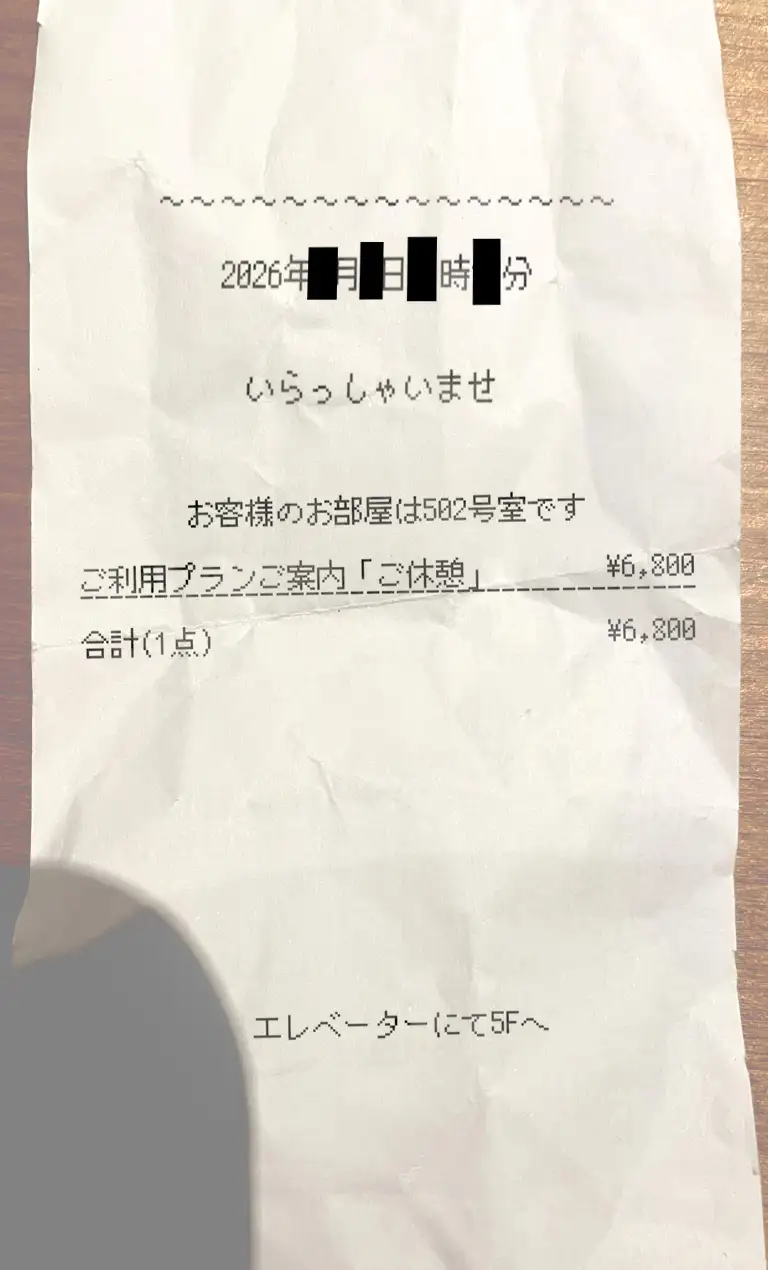 ~~~~~~~~~~~~~~~
2026年 月 日 時 分
いらっしゃいませ
お客様のお部屋は502号室です
ご利用プランご案内「ご休憩」 ¥6,800
合計(1点) ¥6,800
エレベーターにて5Fへ